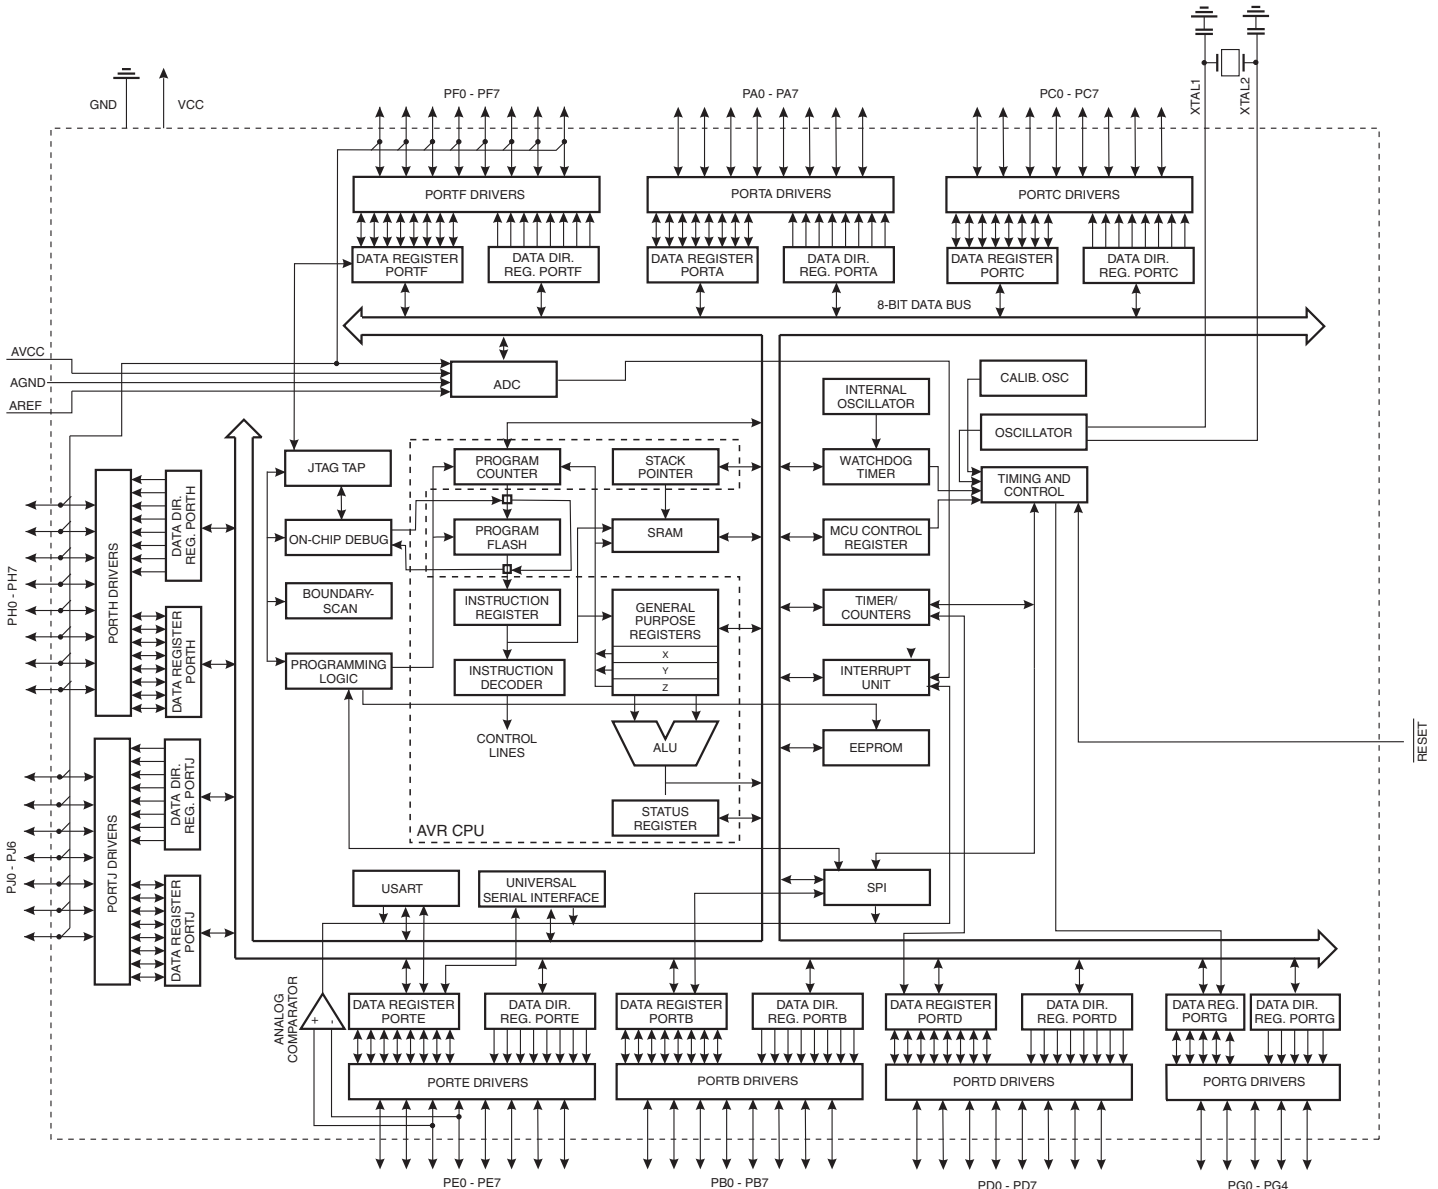 XTAL1
XTAL2
GND
VCC
PF0 - PF7
PA0 - PA7
PC0 - PC7
PORTF DRIVERS
PORTA DRIVERS
PORTC DRIVERS
DATA REGISTER
PORTF
DATA DIR.
REG. PORTF
DATA REGISTER
PORTA
DATA DIR.
REG. PORTA
DATA REGISTER
PORTC
DATA DIR.
REG. PORTC
8-BIT DATA BUS
AVCC
AGND
AREF
ADC
INTERNAL
OSCILLATOR
CALIB. OSC
OSCILLATOR
JTAG TAP
PROGRAM
COUNTER
STACK
POINTER
WATCHDOG
TIMER
TIMING AND
CONTROL
ON-CHIP DEBUG
PROGRAM
FLASH
SRAM
MCU CONTROL
REGISTER
BOUNDARY-
SCAN
INSTRUCTION
REGISTER
GENERAL
PURPOSE
REGISTERS
X
Y
Z
TIMER/
COUNTERS
PROGRAMMING
LOGIC
INSTRUCTION
DECODER
INTERRUPT
UNIT
CONTROL
LINES
ALU
EEPROM
RESET
STATUS
REGISTER
AVR CPU
PH0 - PH7
PORTH DRIVERS
DATA DIR.
REG. PORTH
DATA REGISTER
PORTH
PJ0 - PJ6
PORTJ DRIVERS
DATA DIR.
REG. PORTJ
DATA REGISTER
PORTJ
USART
UNIVERSAL
SERIAL INTERFACE
SPI
ANALOG
COMPARATOR
+
-
DATA REGISTER
PORTE
DATA DIR.
REG. PORTE
DATA REGISTER
PORTB
DATA DIR.
REG. PORTB
DATA REGISTER
PORTD
DATA DIR.
REG. PORTD
DATA REG.
PORTG
DATA DIR.
REG. PORTG
PORTE DRIVERS
PORTB DRIVERS
PORTD DRIVERS
PORTG DRIVERS
PE0 - PE7
PB0 - PB7
PD0 - PD7
PG0 - PG4